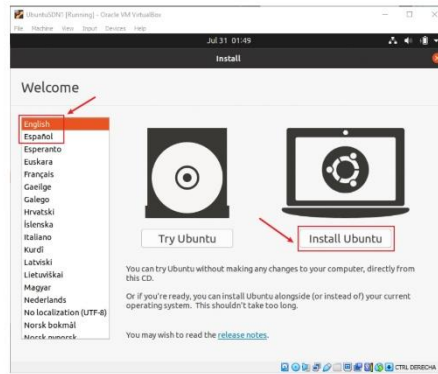 UbuntuSDN1 [Running] - Oracle VM VirtualBox
File Machine View Input Devices Help
Jul 31 01:49
Install
Welcome
English
Español
Esperanto
Euskara
Français
Gaeilge
Galego
Hrvatski
Íslenska
Italiano
Kurdî
Latviski
Lietuviškai
Magyar
Nederlands
No localization (UTF-8)
Norsk bokmål
Norsk nynorsk
Try Ubuntu
Install Ubuntu
You can try Ubuntu without making any changes to your computer, directly from
this CD.
Or if you're ready, you can install Ubuntu alongside (or instead of) your current
operating system. This shouldn't take too long.
You may wish to read the release notes.
CTRL DERECHA